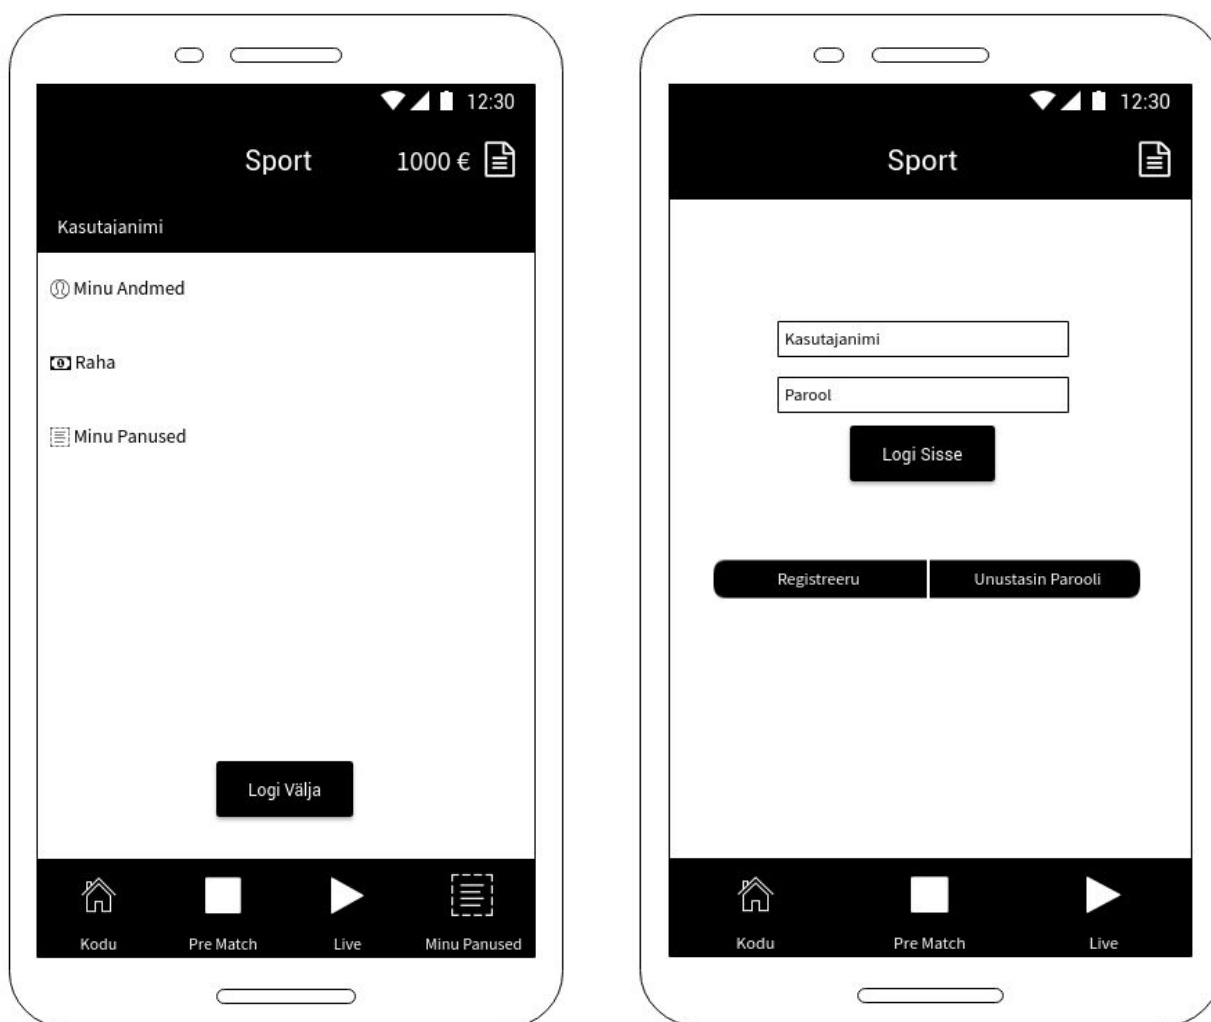 12:30
Sport 1000 €
Kasutajanimi
Minu Andmed
Raha
Minu Panused
Logi Välja
Kodu Pre Match Live Minu Panused
12:30
Sport
Kasutajanimi
Parool
Logi Sisse
Registreeru Unustasin Parooli
Kodu Pre Match Live